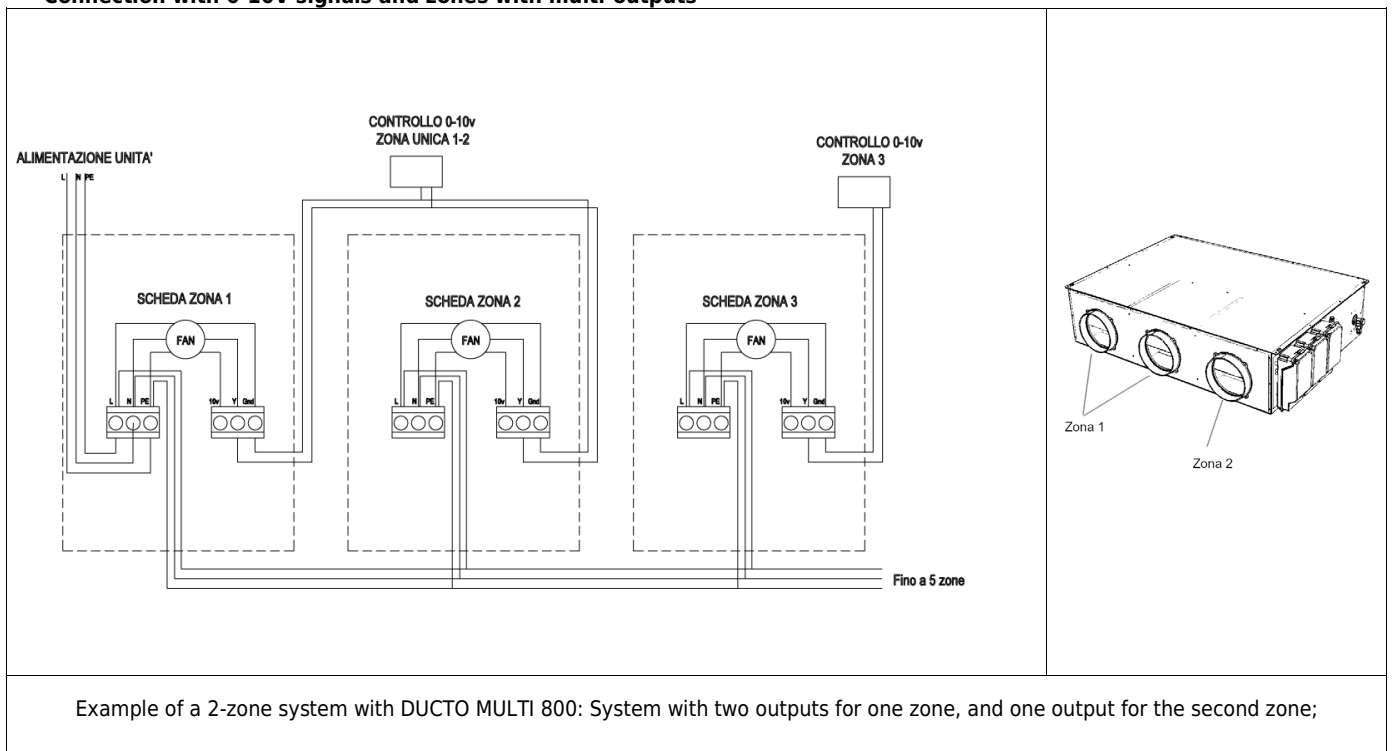 Connection with 0-10V signals and zones with multi-outputs
CONTROLLO 0-10v
ZONA UNICA 1-2
CONTROLLO 0-10v
ZONA 3
ALIMENTAZIONE UNITA'
L N PE
SCHEDA ZONA 1
SCHEDA ZONA 2
SCHEDA ZONA 3
FAN
FAN
FAN
L N PE 10v Y Gnd
L N PE 10v Y Gnd
L N PE 10v Y Gnd
Fino a 5 zone
Zona 1
Zona 2
Example of a 2-zone system with DUCTO MULTI 800: System with two outputs for one zone, and one output for the second zone;